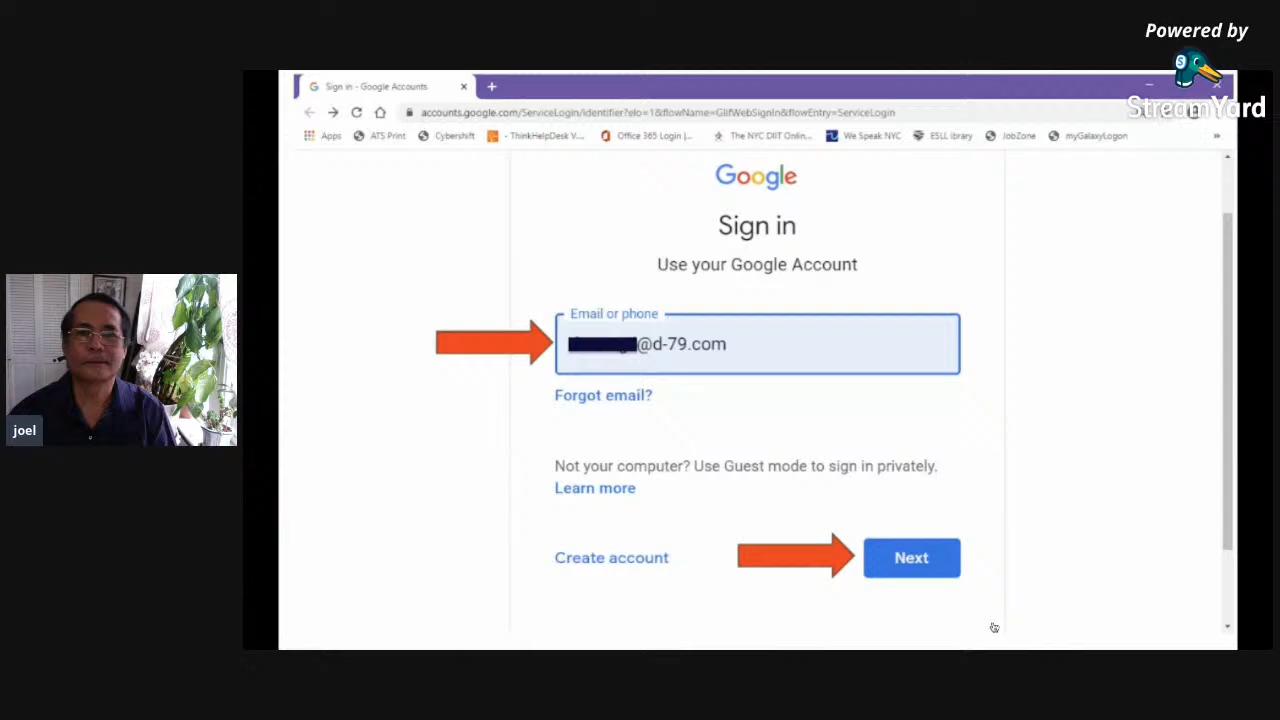 Powered by
StreamYard
Sign in - Google Accounts
accounts.google.com/ServiceLogin/identifier?elo=1&flowName=GlifWebSignIn&flowEntry=ServiceLogin
Apps ATS Print Cybershift - ThinkHelpDesk V... Office 365 Login |... The NYC DIIT Onlin... We Speak NYC ESLL library JobZone myGalaxyLogon
Google
Sign in
Use your Google Account
Email or phone
@d-79.com
Forgot email?
Not your computer? Use Guest mode to sign in privately.
Learn more
Create account
Next
joel